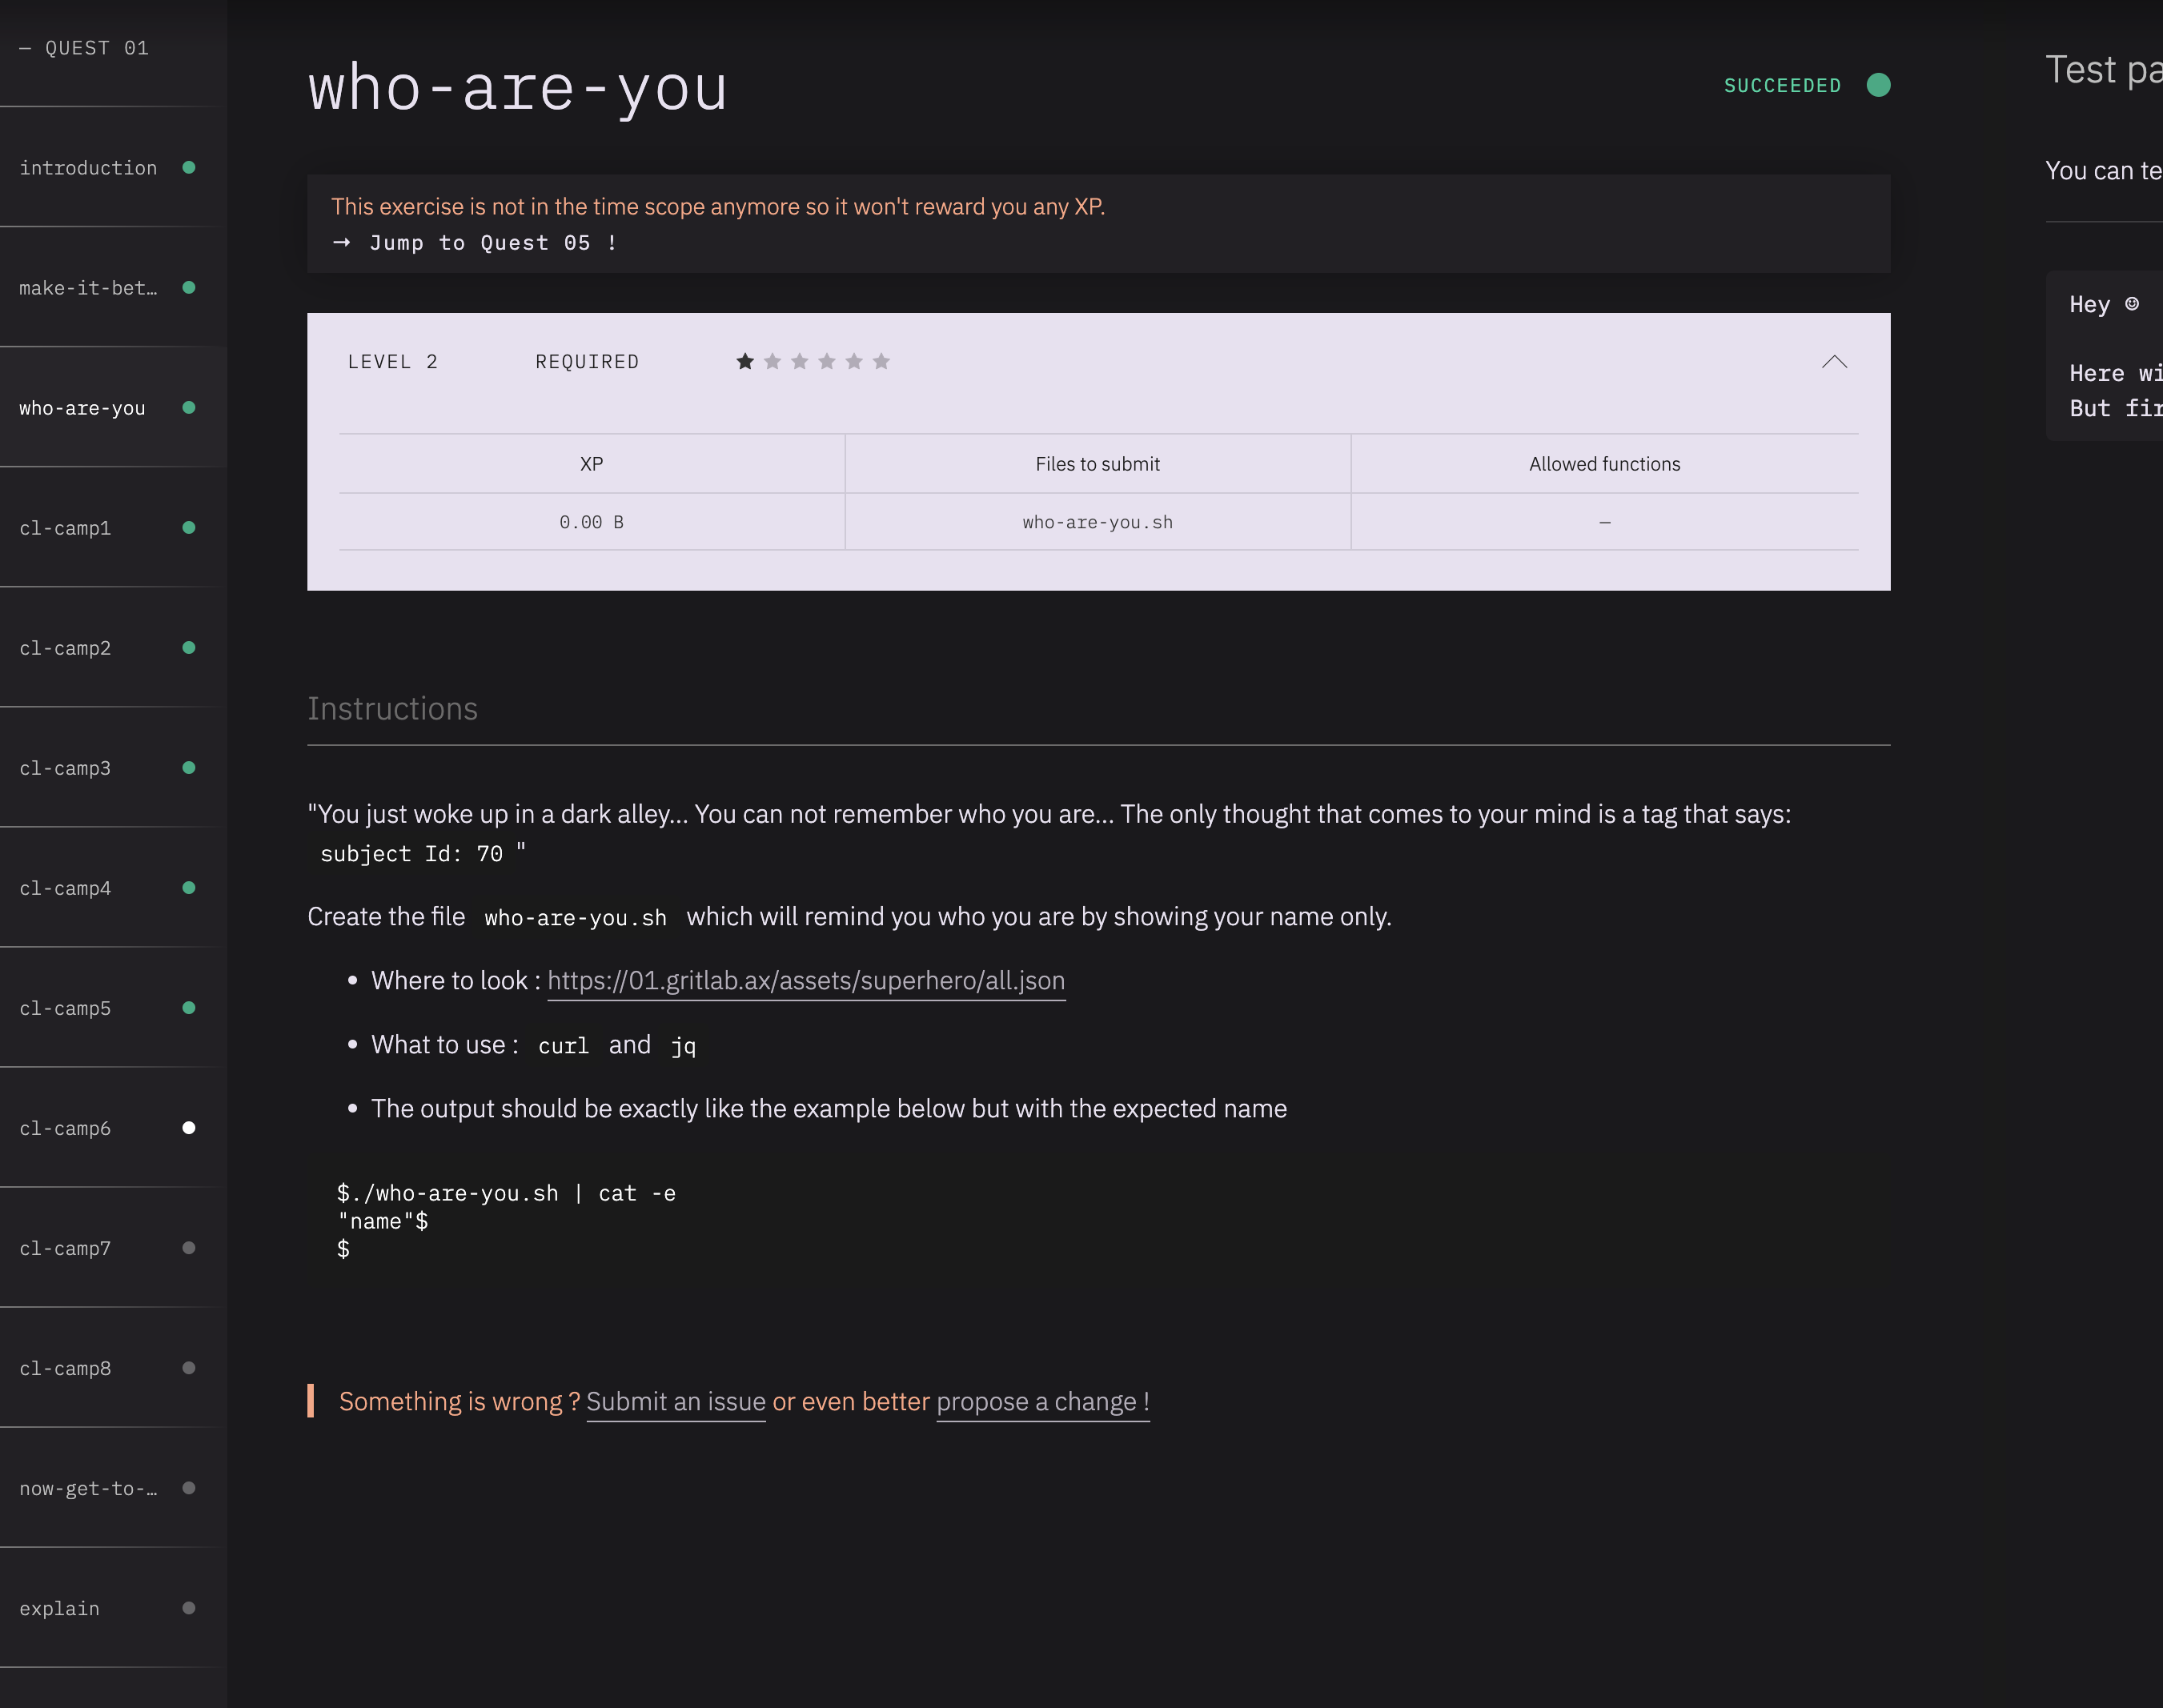 — QUEST 01
introduction
make-it-bet…
who-are-you
cl-camp1
cl-camp2
cl-camp3
cl-camp4
cl-camp5
cl-camp6
cl-camp7
cl-camp8
now-get-to-…
explain
who-are-you
SUCCEEDED
This exercise is not in the time scope anymore so it won't reward you any XP.
→ Jump to Quest 05 !
LEVEL 2 REQUIRED
XP Files to submit Allowed functions
0.00 B who-are-you.sh —
Instructions
"You just woke up in a dark alley... You can not remember who you are... The only thought that comes to your mind is a tag that says:
subject Id: 70 "
Create the file who-are-you.sh which will remind you who you are by showing your name only.
• Where to look : https://01.gritlab.ax/assets/superhero/all.json
• What to use : curl and jq
• The output should be exactly like the example below but with the expected name
$./who-are-you.sh | cat -e
"name"$
$
Something is wrong ? Submit an issue or even better propose a change !
Test pa
You can te
Hey ☺
Here wi
But fir